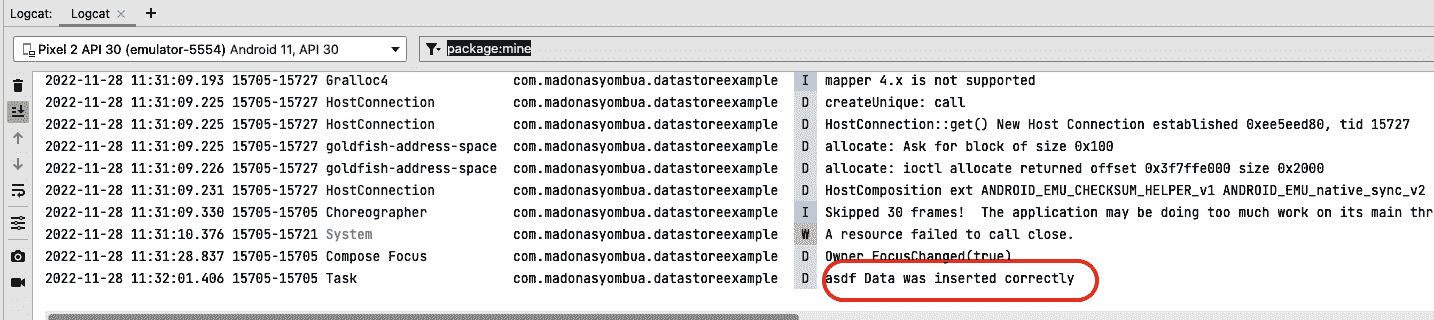 Logcat: Logcat × +
Pixel 2 API 30 (emulator-5554) Android 11, API 30 package:mine
2022-11-28 11:31:09.193 15705-15727 Gralloc4 com.madonasyombua.datastoreexample I mapper 4.x is not supported
2022-11-28 11:31:09.225 15705-15727 HostConnection com.madonasyombua.datastoreexample D createUnique: call
2022-11-28 11:31:09.225 15705-15727 HostConnection com.madonasyombua.datastoreexample D HostConnection::get() New Host Connection established 0xee5eed80, tid 15727
2022-11-28 11:31:09.225 15705-15727 goldfish-address-space com.madonasyombua.datastoreexample D allocate: Ask for block of size 0x100
2022-11-28 11:31:09.226 15705-15727 goldfish-address-space com.madonasyombua.datastoreexample D allocate: ioctl allocate returned offset 0x3f7ffe000 size 0x2000
2022-11-28 11:31:09.231 15705-15727 HostConnection com.madonasyombua.datastoreexample D HostComposition ext ANDROID_EMU_CHECKSUM_HELPER_v1 ANDROID_EMU_native_sync_v2
2022-11-28 11:31:09.330 15705-15705 Choreographer com.madonasyombua.datastoreexample I Skipped 30 frames! The application may be doing too much work on its main thr
2022-11-28 11:31:10.376 15705-15721 System com.madonasyombua.datastoreexample W A resource failed to call close.
2022-11-28 11:31:28.837 15705-15705 Compose Focus com.madonasyombua.datastoreexample D Owner FocusChanged(true)
2022-11-28 11:32:01.406 15705-15705 Task com.madonasyombua.datastoreexample D asdf Data was inserted correctly